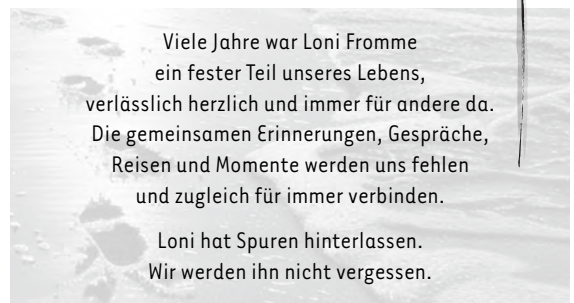 Viele Jahre war Loni Fromme
ein fester Teil unseres Lebens,
verlässlich herzlich und immer für andere da.
Die gemeinsamen Erinnerungen, Gespräche,
Reisen und Momente werden uns fehlen
und zugleich für immer verbinden.
Loni hat Spuren hinterlassen.
Wir werden ihn nicht vergessen.